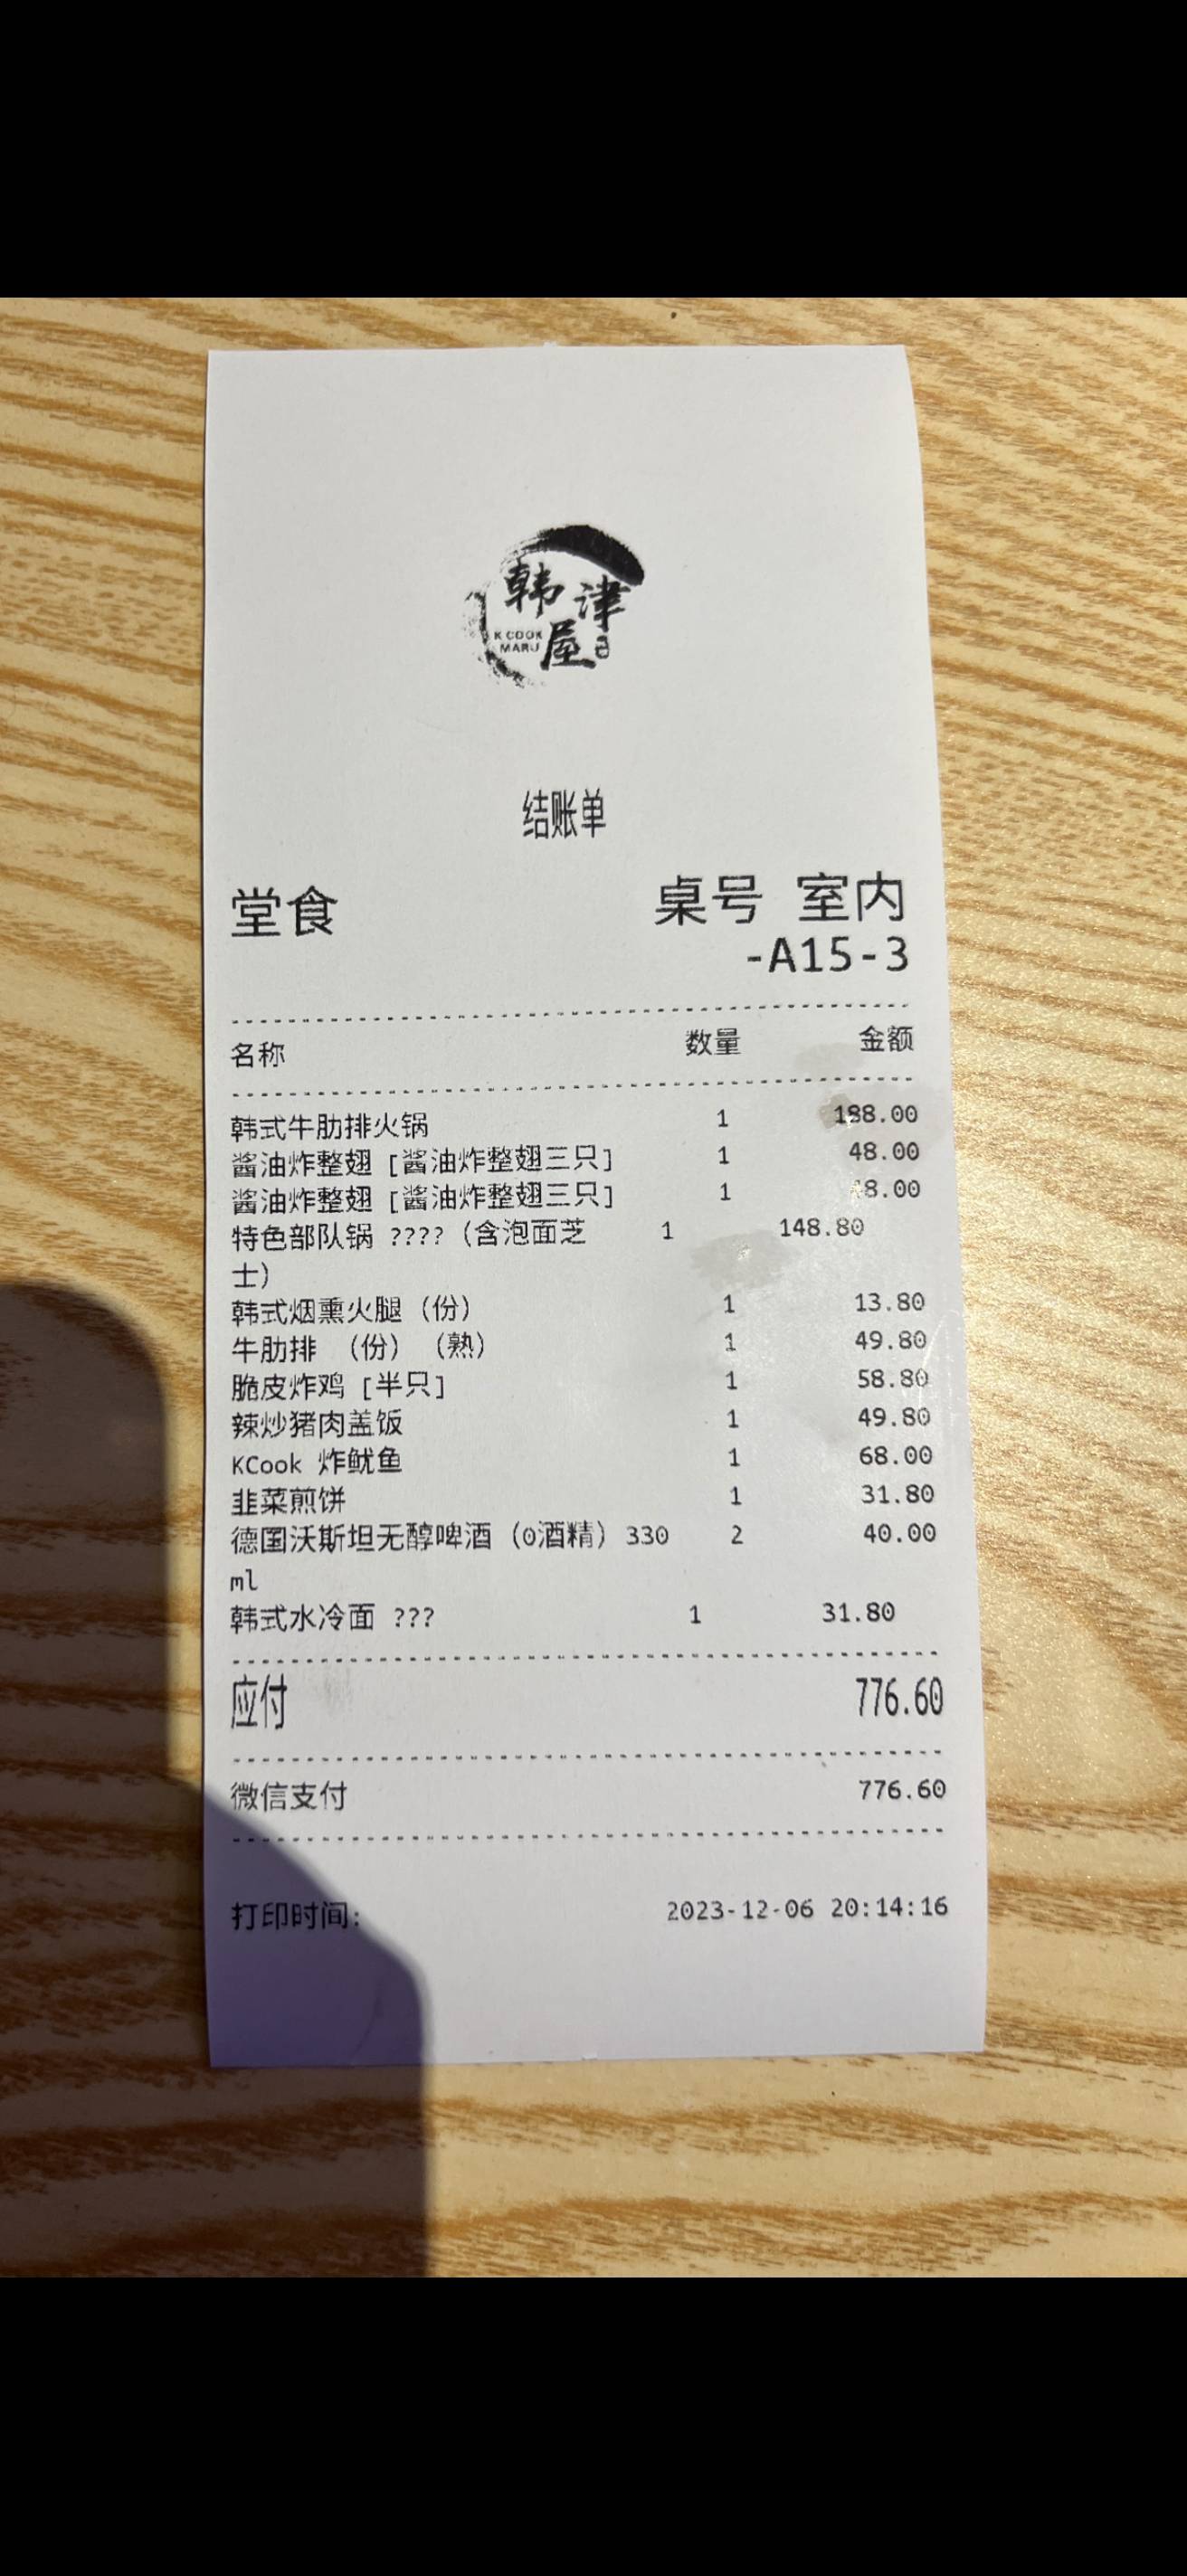 韩津屋
K COOK
MARU
结账单
堂食 桌号 室内
-A15-3
名称 数量 金额
韩式牛肋排火锅 1 188.00
酱油炸整翅 [酱油炸整翅三只] 1 48.00
酱油炸整翅 [酱油炸整翅三只] 1 48.00
特色部队锅 ????（含泡面芝 1 148.80
士）
韩式烟熏火腿（份） 1 13.80
牛肋排 （份）（熟） 1 49.80
脆皮炸鸡 [半只] 1 58.80
辣炒猪肉盖饭 1 49.80
KCook 炸鱿鱼 1 68.00
韭菜煎饼 1 31.80
德国沃斯坦无醇啤酒（0酒精）330 2 40.00
ml
韩式水冷面 ??? 1 31.80
应付 776.60
微信支付 776.60
打印时间: 2023-12-06 20:14:16